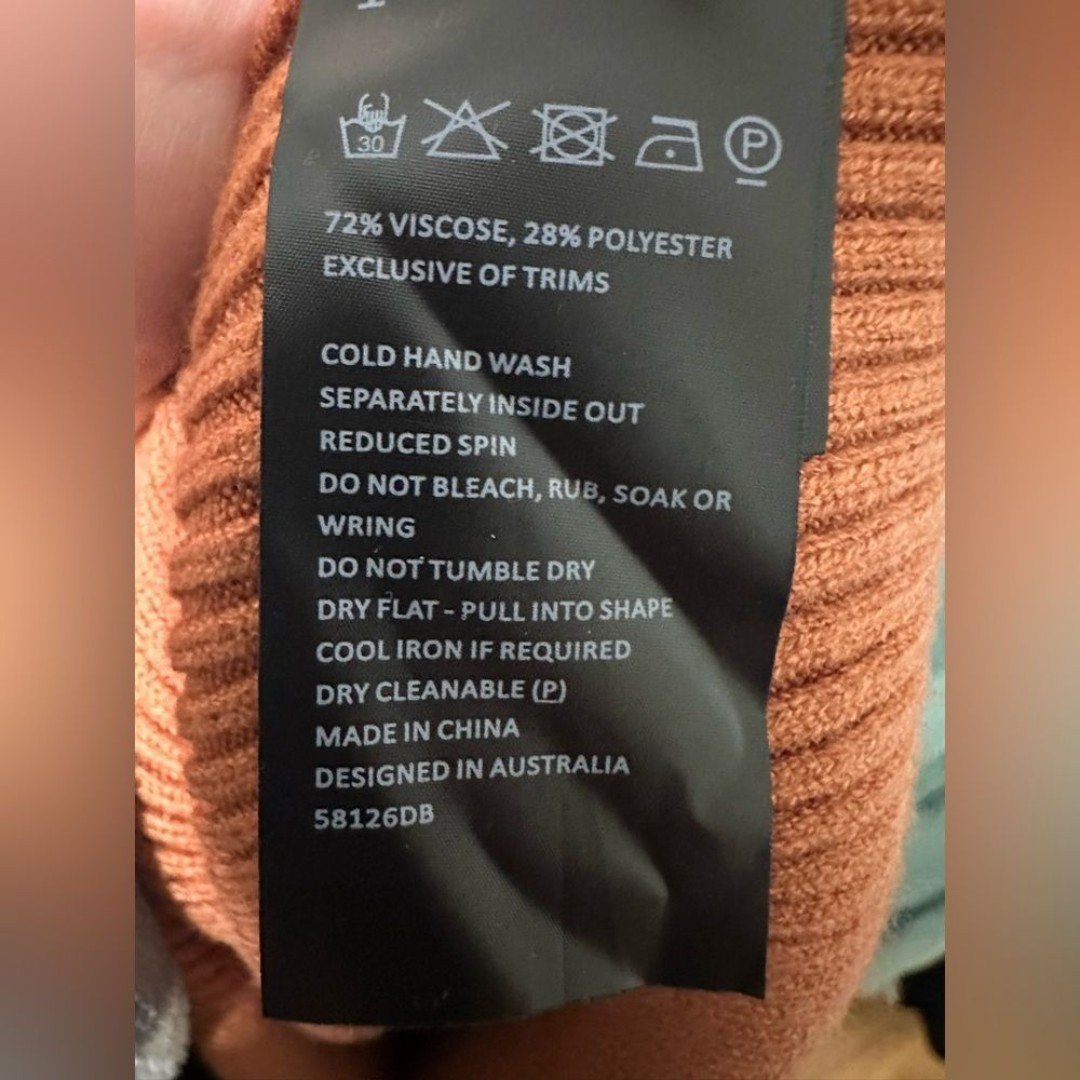 30
P
72% VISCOSE, 28% POLYESTER
EXCLUSIVE OF TRIMS
COLD HAND WASH
SEPARATELY INSIDE OUT
REDUCED SPIN
DO NOT BLEACH, RUB, SOAK OR
WRING
DO NOT TUMBLE DRY
DRY FLAT - PULL INTO SHAPE
COOL IRON IF REQUIRED
DRY CLEANABLE (P)
MADE IN CHINA
DESIGNED IN AUSTRALIA
58126DB